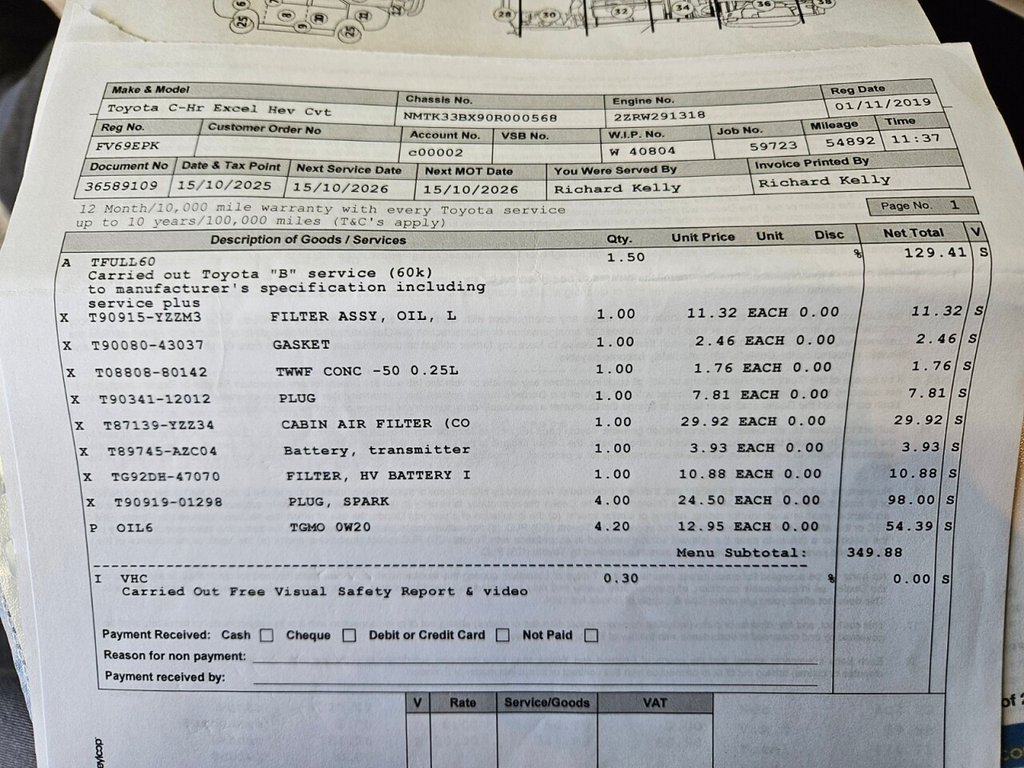 25 8 9 10 11 12 25 28 30 32 34 36 38
Make & Model Chassis No. Engine No. Reg Date
Toyota C-Hr Excel Hev Cvt NMTK33BX90R000568 2ZRW291318 01/11/2019
Reg No. Customer Order No Account No. VSB No. W.I.P. No. Job No. Mileage Time
FV69EPK c00002 W 40804 59723 54892 11:37
Document No Date & Tax Point Next Service Date Next MOT Date You Were Served By Invoice Printed By
36589109 15/10/2025 15/10/2026 15/10/2026 Richard Kelly Richard Kelly
12 Month/10,000 mile warranty with every Toyota service
up to 10 years/100,000 miles (T&C's apply)
Page No. 1
Description of Goods / Services Qty. Unit Price Unit Disc Net Total V
A TFULL60 1.50 % 129.41 S
Carried out Toyota "B" service (60k)
to manufacturer's specification including
service plus
X T90915-YZZM3 FILTER ASSY, OIL, L 1.00 11.32 EACH 0.00 11.32 S
X T90080-43037 GASKET 1.00 2.46 EACH 0.00 2.46 S
X T08808-80142 TWWF CONC -50 0.25L 1.00 1.76 EACH 0.00 1.76 S
X T90341-12012 PLUG 1.00 7.81 EACH 0.00 7.81 S
X T87139-YZZ34 CABIN AIR FILTER (CO 1.00 29.92 EACH 0.00 29.92 S
X T89745-AZC04 Battery, transmitter 1.00 3.93 EACH 0.00 3.93 S
X TG92DH-47070 FILTER, HV BATTERY I 1.00 10.88 EACH 0.00 10.88 S
X T90919-01298 PLUG, SPARK 4.00 24.50 EACH 0.00 98.00 S
P OIL6 TGMO 0W20 4.20 12.95 EACH 0.00 54.39 S
Menu Subtotal: 349.88
I VHC 0.30 % 0.00 S
Carried Out Free Visual Safety Report & video
Payment Received: Cash Cheque Debit or Credit Card Not Paid
Reason for non payment:
Payment received by:
V Rate Service/Goods VAT